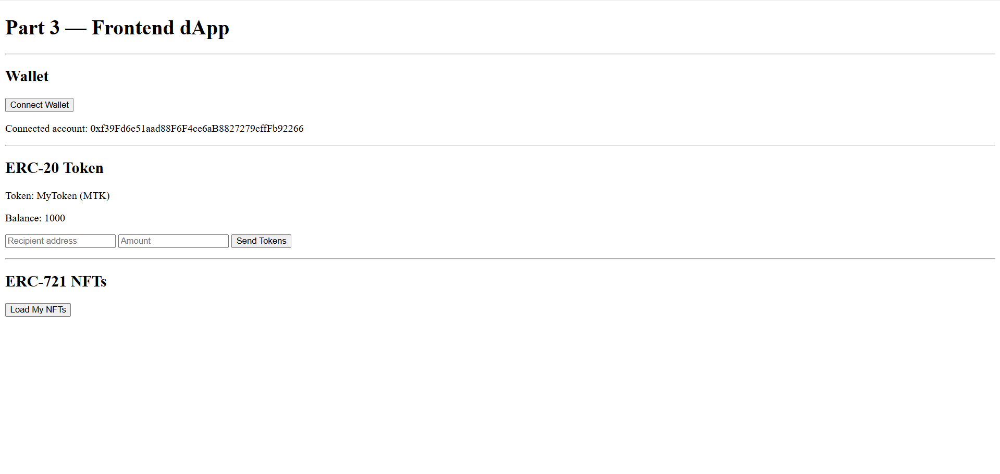 Part 3 — Frontend dApp
Wallet
Connect Wallet
Connected account: 0xf39Fd6e51aad88F6F4ce6aB8827279cffFb92266
ERC-20 Token
Token: MyToken (MTK)
Balance: 1000
Recipient address Amount Send Tokens
ERC-721 NFTs
Load My NFTs